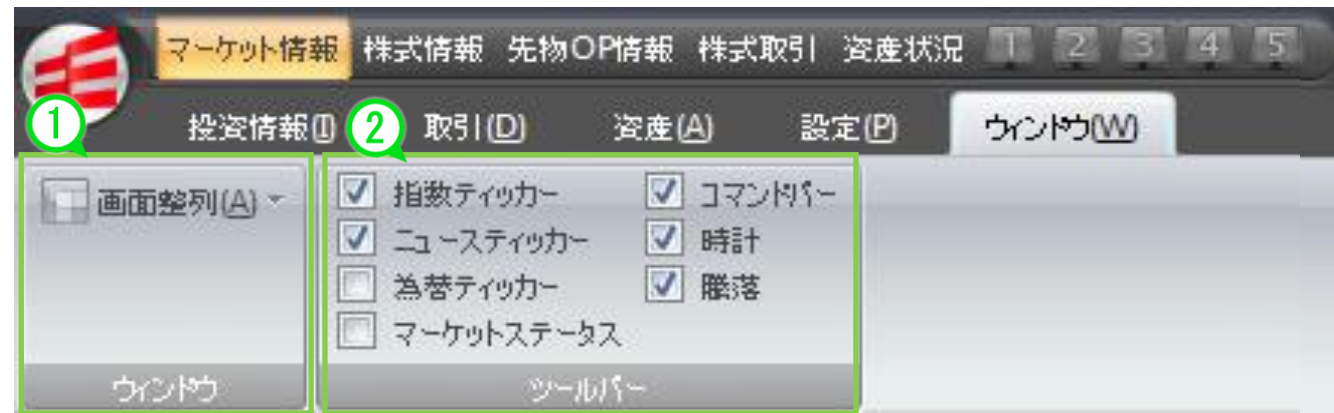 マーケット情報 株式情報 先物OP情報 株式取引 資産状況 1 2 3 4 5
① 投資情報(I) ② 取引(D) 資産(A) 設定(P) ウィンドウ(W)
画面整列(A)
指数ティッカー コマンドバー
ニュースティッカー 時計
為替ティッカー 騰落
マーケットステータス
ウィンドウ ツールバー